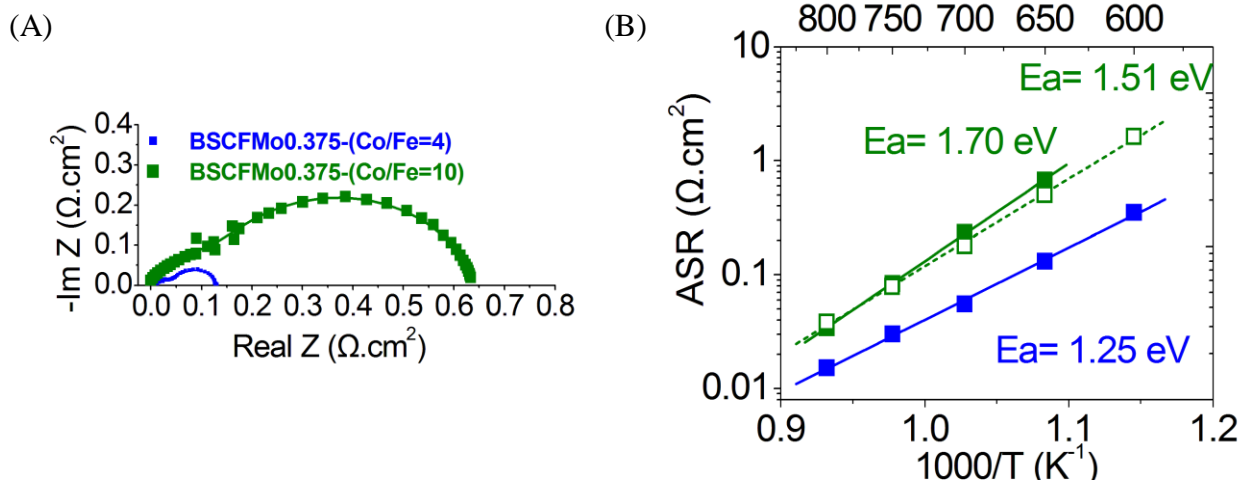 (A)
-Im Z (Ω.cm²)
0.4
0.3
0.2
0.1
0.0
BSCFMo0.375-(Co/Fe=4)
BSCFMo0.375-(Co/Fe=10)
0.0 0.1 0.2 0.3 0.4 0.5 0.6 0.7 0.8
Real Z (Ω.cm²)
(B)
800 750 700 650 600
ASR (Ω.cm²)
10
1
0.1
0.01
Ea= 1.51 eV
Ea= 1.70 eV
Ea= 1.25 eV
0.9 1.0 1.1 1.2
1000/T (K⁻¹)